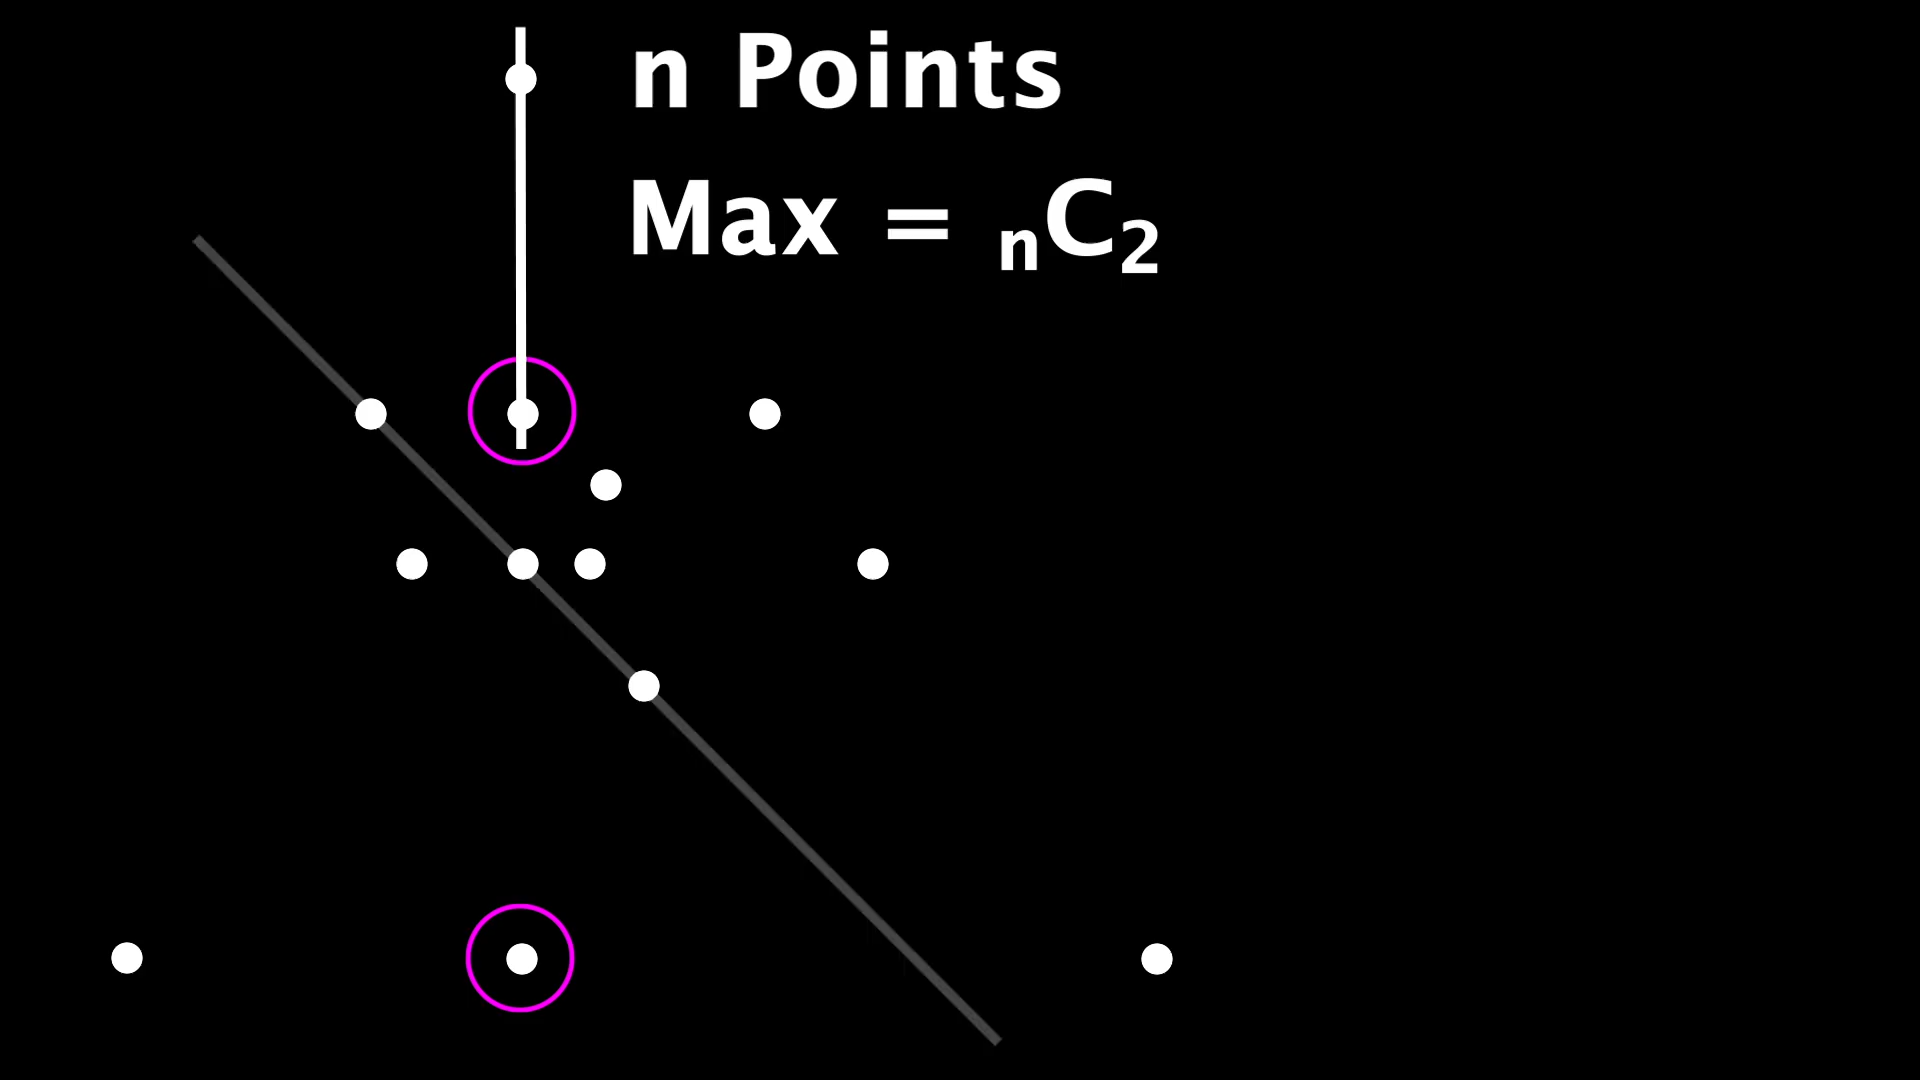 n Points
Max = ₙC₂